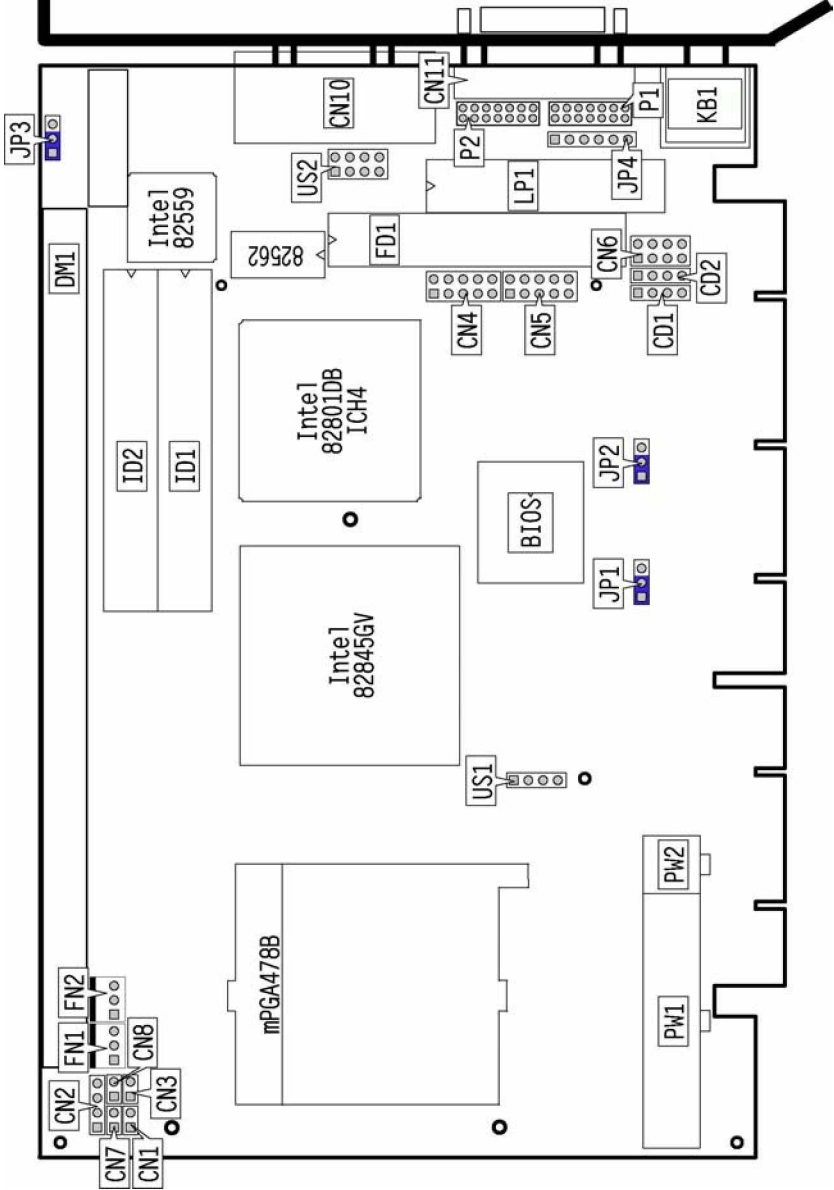 CN11
CN10
P1
KB1
JP3
P2
US2
JP4
LP1
Intel
82559
DM1
82562
FD1
CN6
CD2
CN4
CN5
CD1
Intel
82801DB
ICH4
ID2
ID1
JP2
BIOS
JP1
Intel
82845GV
US1
PW2
mPGA478B
FN2
PW1
FN1
CN8
CN2
CN3
CN7
CN1